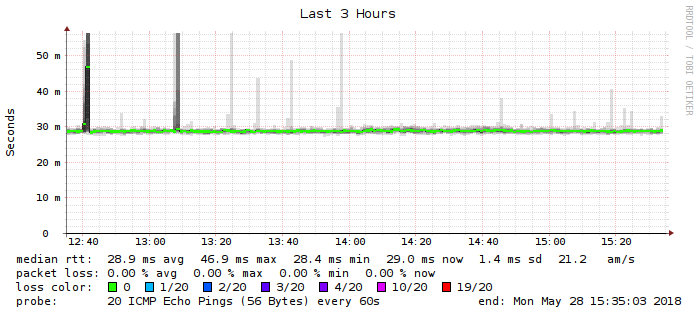 Last 3 Hours
RRDTOOL / TOBI OETIKER
Seconds
50 m
40 m
30 m
20 m
10 m
0
12:40 13:00 13:20 13:40 14:00 14:20 14:40 15:00 15:20
median rtt: 28.9 ms avg 46.9 ms max 28.4 ms min 29.0 ms now 1.4 ms sd 21.2 am/s
packet loss: 0.00 % avg 0.00 % max 0.00 % min 0.00 % now
loss color: 0 1/20 2/20 3/20 4/20 10/20 19/20
probe: 20 ICMP Echo Pings (56 Bytes) every 60s end: Mon May 28 15:35:03 2018